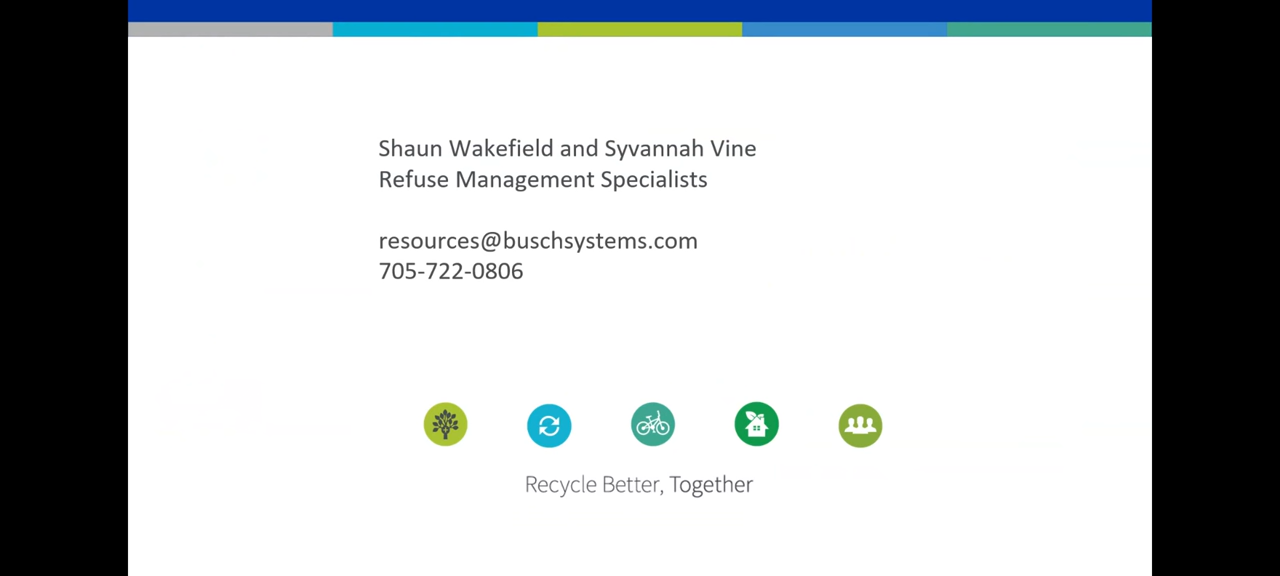 Shaun Wakefield and Syvannah Vine
Refuse Management Specialists
resources@buschsystems.com
705-722-0806
Recycle Better, Together